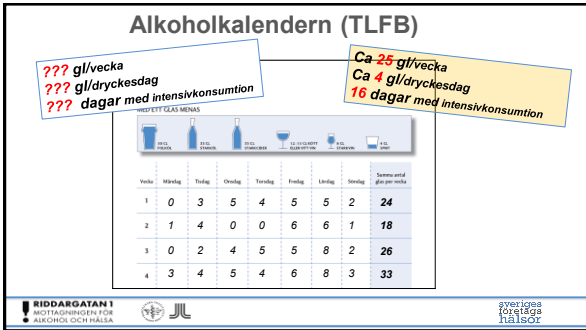 Alkoholkalendern (TLFB)
??? gl/vecka
??? gl/dryckesdag
??? dagar med intensivkonsumtion
Ca 25 gl/vecka
Ca 4 gl/dryckesdag
16 dagar med intensivkonsumtion
MED ETT GLAS MENAS
Vecka Måndag Tisdag Onsdag Torsdag Fredag Lördag Söndag Summa antal
glas per vecka
1 0 3 5 4 5 5 2 24
2 1 4 0 0 6 6 1 18
3 0 2 4 5 5 8 2 26
4 3 4 5 4 6 8 3 33
RIDDARGATAN 1
MOTTAGNINGEN FÖR
ALKOHOL OCH HÄLSA
sveriges
företags
hälsor